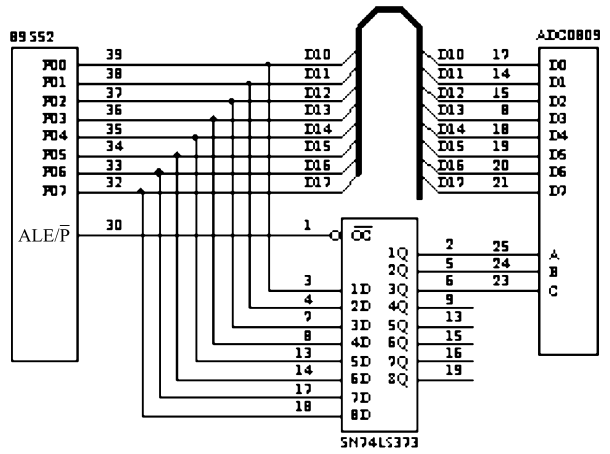 89S52
ADC0809
P00 39 D10 D10 17 D0
P01 38 D11 D11 14 D1
P02 37 D12 D12 15 D2
P03 36 D13 D13 8 D3
P04 35 D14 D14 18 D4
P05 34 D15 D15 19 D5
P06 33 D16 D16 20 D6
P07 32 D17 D17 21 D7
ALE/P̅ 30 1 O̅C̅
1Q 2 25 A
2Q 5 24 B
3 1D 3Q 6 23 C
4 2D 4Q 9
7 3D 5Q 13
8 4D 6Q 15
13 5D 7Q 16
14 6D 8Q 19
17 7D
18 8D
SN74LS373